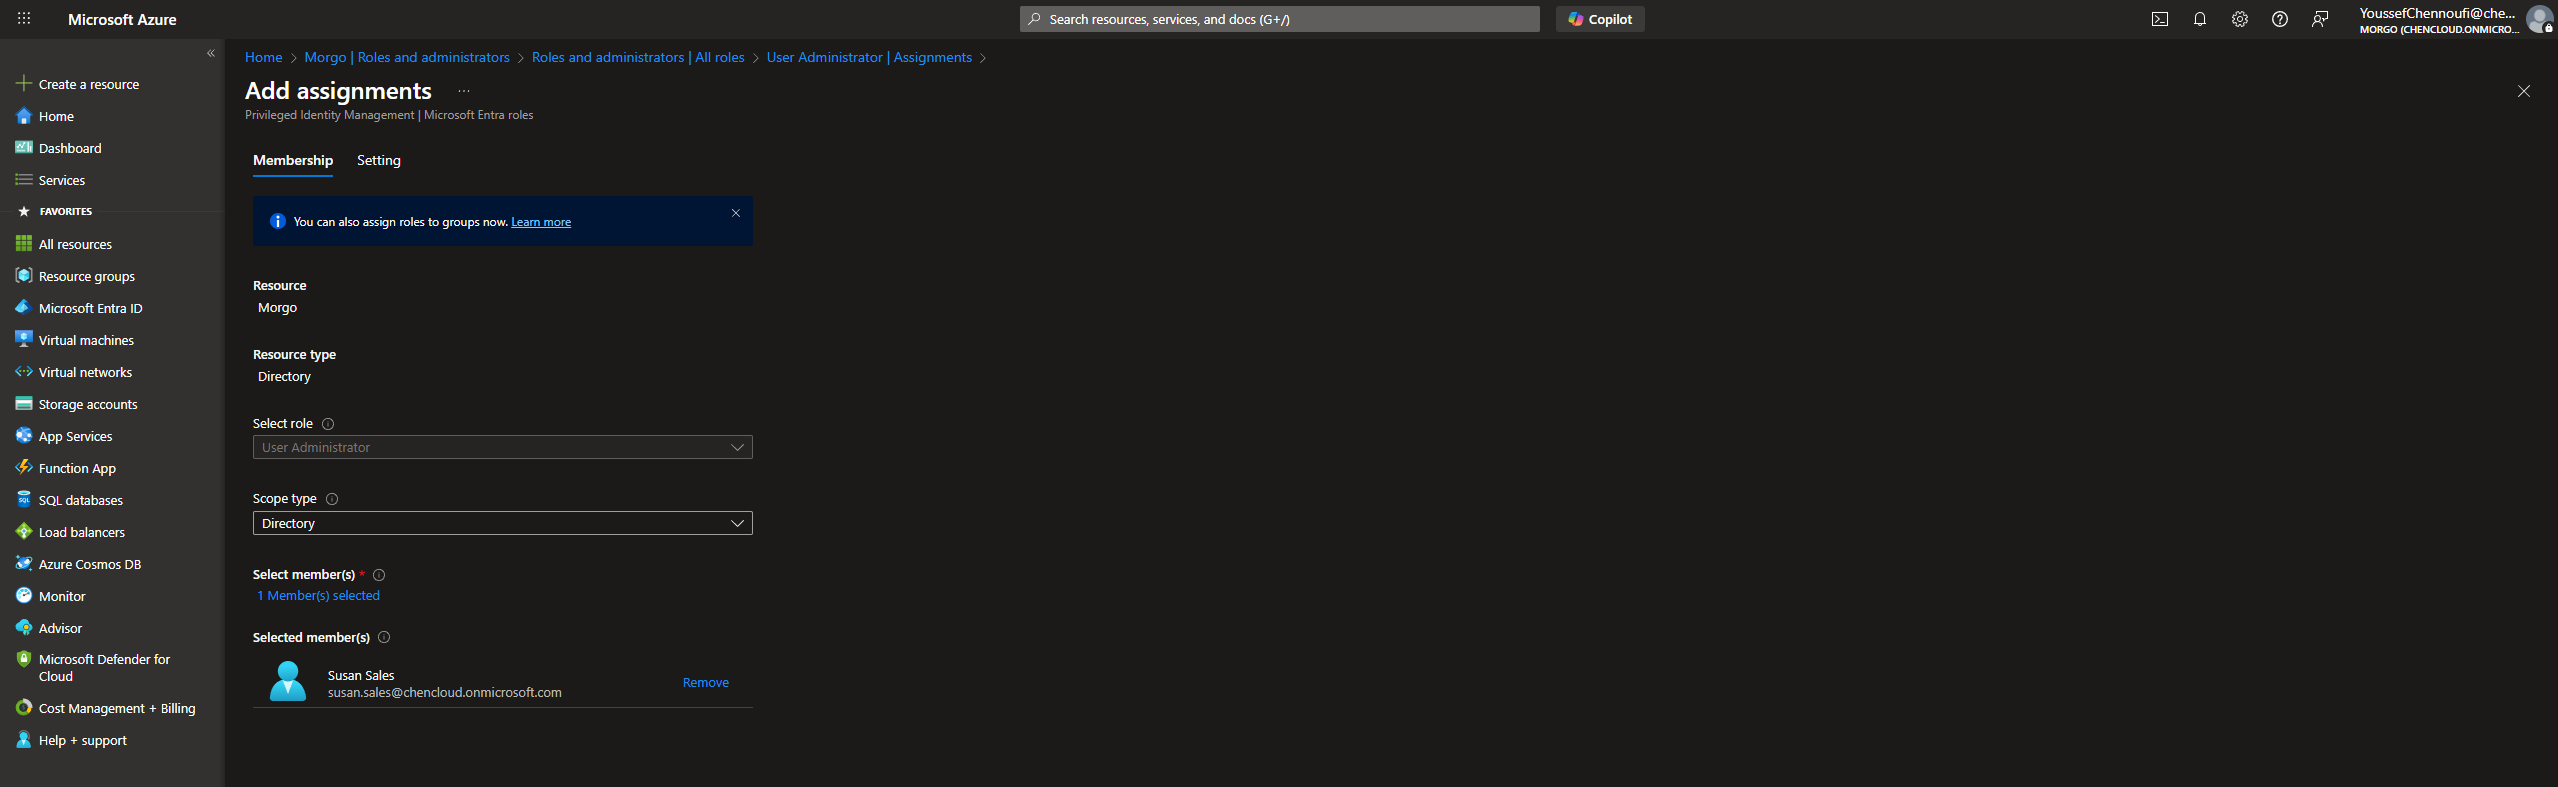 Microsoft Azure
Search resources, services, and docs (G+/)
Copilot
YoussefChennoufi@che...
MORGO (CHENCLOUD.ONMICRO...
Create a resource
Home
Dashboard
Services
FAVORITES
All resources
Resource groups
Microsoft Entra ID
Virtual machines
Virtual networks
Storage accounts
App Services
Function App
SQL databases
Load balancers
Azure Cosmos DB
Monitor
Advisor
Microsoft Defender for
Cloud
Cost Management + Billing
Help + support
Home > Morgo | Roles and administrators > Roles and administrators | All roles > User Administrator | Assignments >
Add assignments ...
Privileged Identity Management | Microsoft Entra roles
Membership Setting
You can also assign roles to groups now. Learn more
Resource
Morgo
Resource type
Directory
Select role
User Administrator
Scope type
Directory
Select member(s) *
1 Member(s) selected
Selected member(s)
Susan Sales
susan.sales@chencloud.onmicrosoft.com
Remove